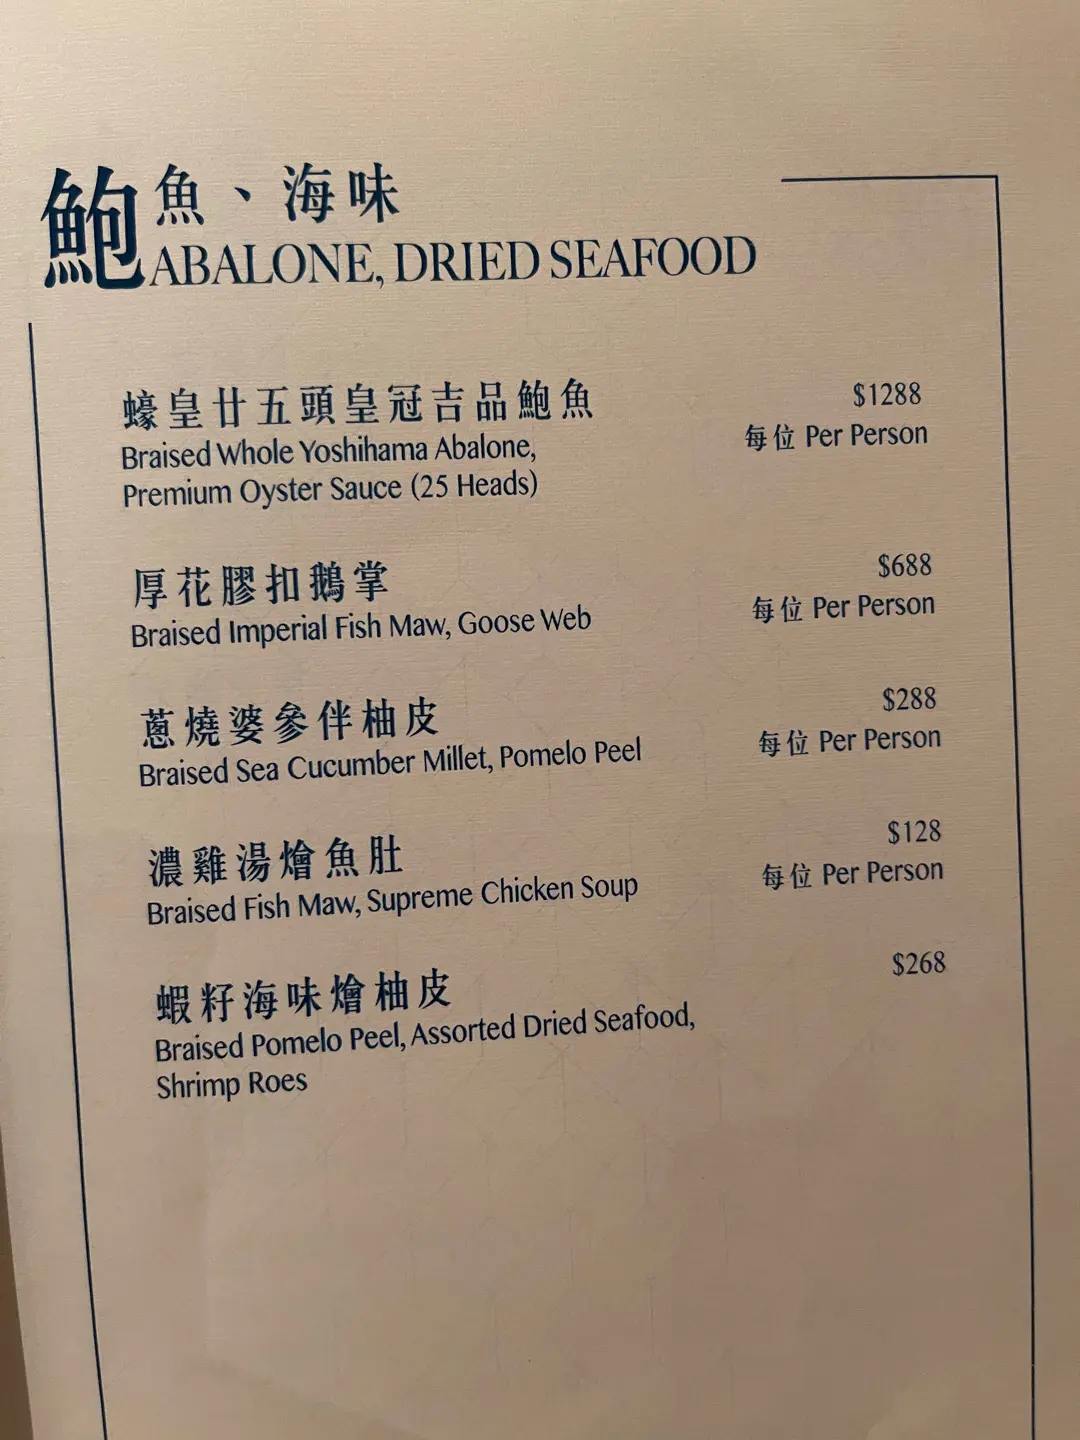 鮑魚、海味
ABALONE, DRIED SEAFOOD
蠔皇廿五頭皇冠吉品鮑魚
$1288
Braised Whole Yoshihama Abalone,
每位 Per Person
Premium Oyster Sauce (25 Heads)
厚花膠扣鵝掌
$688
Braised Imperial Fish Maw, Goose Web
每位 Per Person
蔥燒婆參伴柚皮
$288
Braised Sea Cucumber Millet, Pomelo Peel
每位 Per Person
濃雞湯燴魚肚
$128
Braised Fish Maw, Supreme Chicken Soup
每位 Per Person
蝦籽海味燴柚皮
$268
Braised Pomelo Peel, Assorted Dried Seafood,
Shrimp Roes